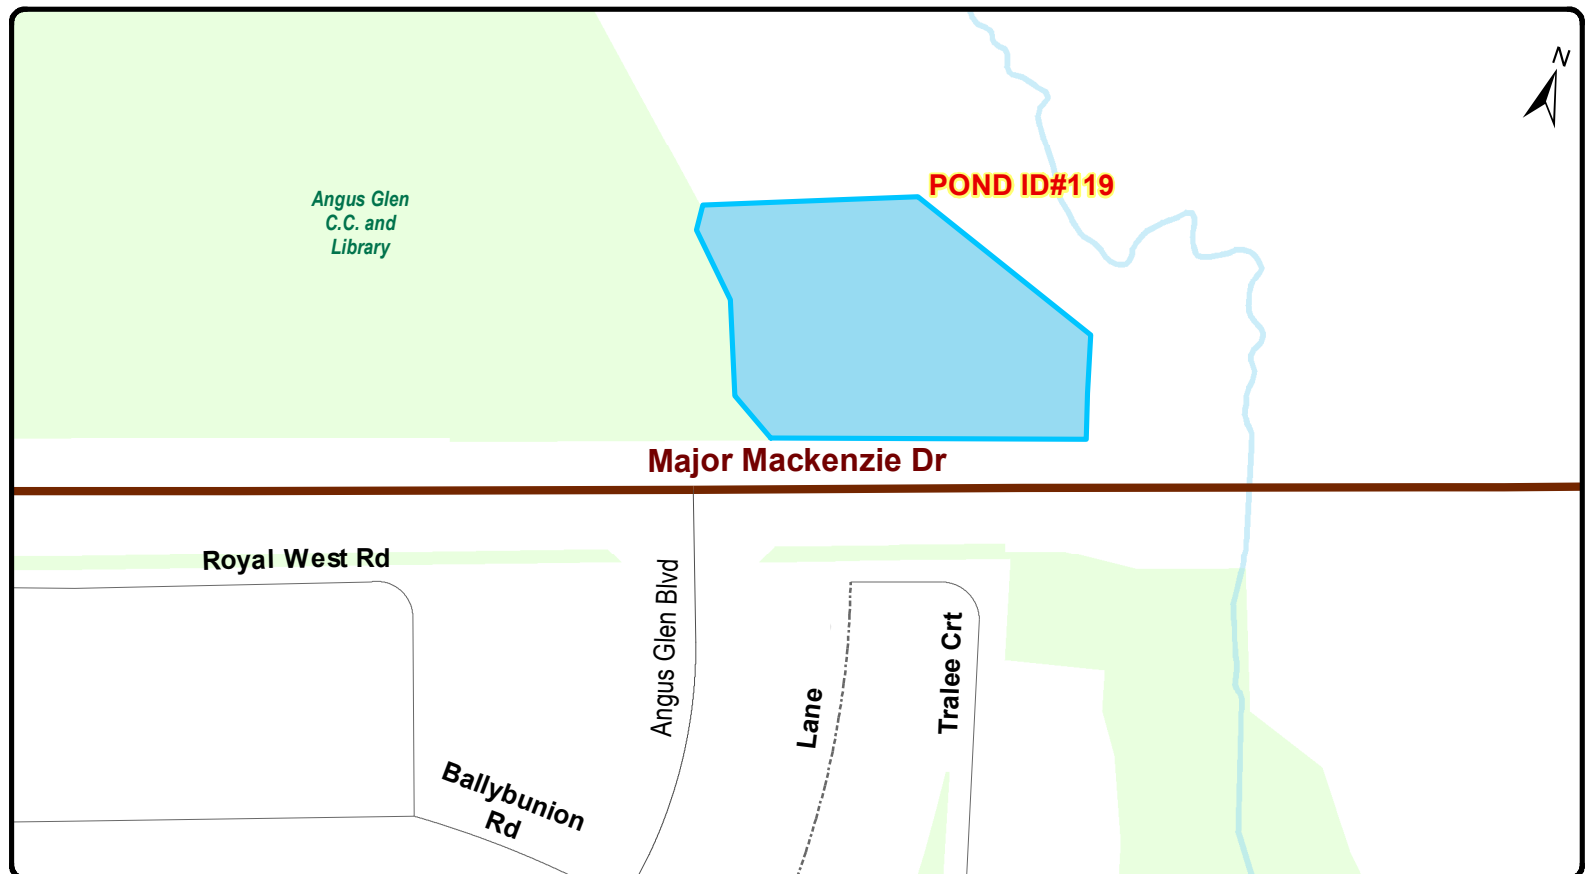 N
POND ID#119
Angus Glen
C.C. and
Library
Major Mackenzie Dr
Royal West Rd
Angus Glen Blvd
Tralee Crt
Lane
Ballybunion
Rd